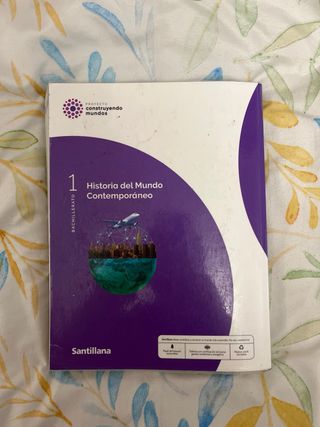 PROYECTO
construyendo
mundos
1
BACHILLERATO
Historia del Mundo
Contemporáneo
Santillana